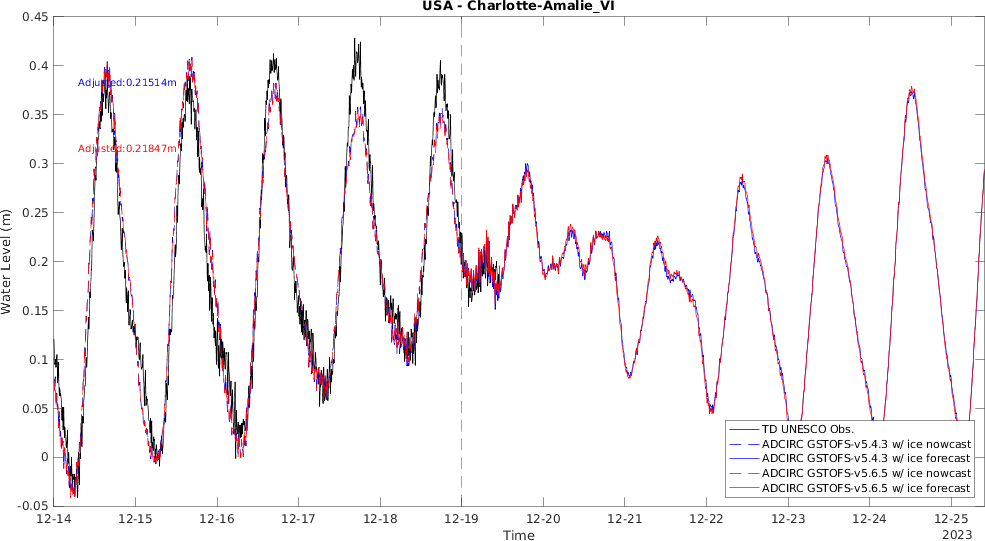 USA - Charlotte-Amalie_VI
0.45
0.4
0.35
0.3
0.25
0.2
0.15
0.1
0.05
0
-0.05
Water Level (m)
Adjusted:0.21514m
Adjusted:0.21847m
TD UNESCO Obs.
ADCIRC GSTOFS-v5.4.3 w/ ice nowcast
ADCIRC GSTOFS-v5.4.3 w/ ice forecast
ADCIRC GSTOFS-v5.6.5 w/ ice nowcast
ADCIRC GSTOFS-v5.6.5 w/ ice forecast
12-14 12-15 12-16 12-17 12-18 12-19 12-20 12-21 12-22 12-23 12-24 12-25
Time
2023